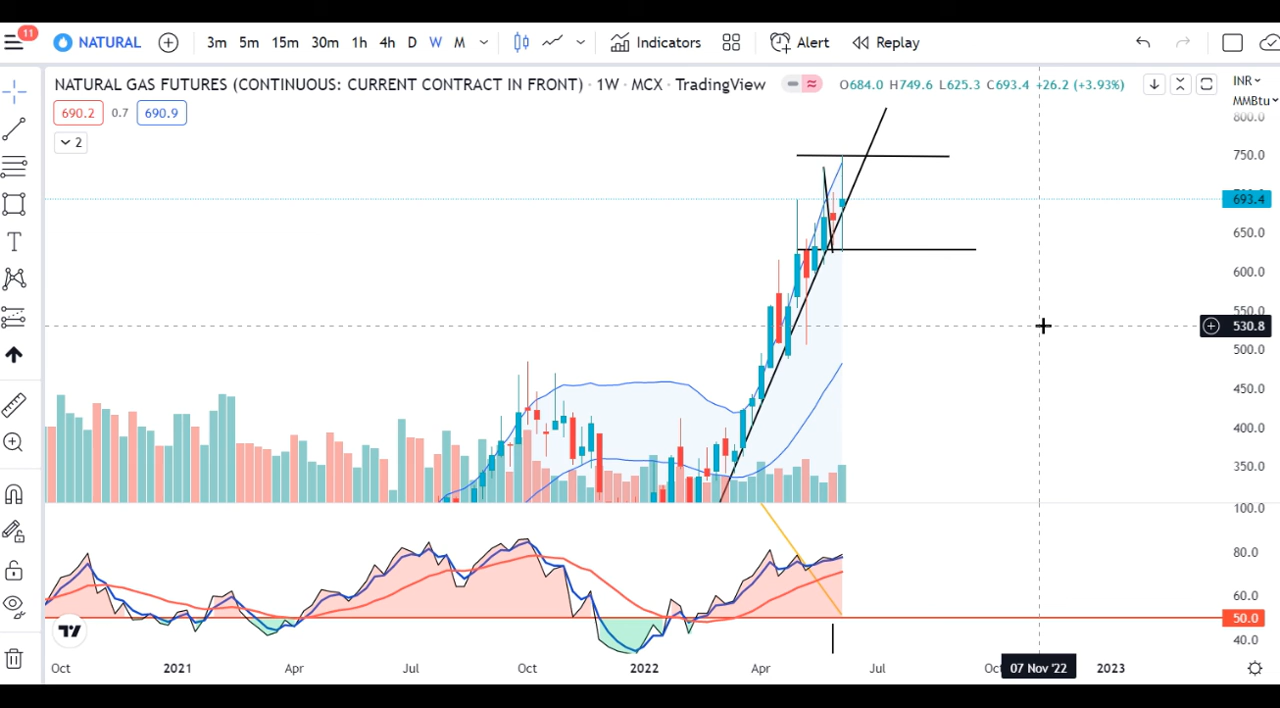 11
NATURAL
3m 5m 15m 30m 1h 4h D W M
Indicators
Alert
Replay
NATURAL GAS FUTURES (CONTINUOUS: CURRENT CONTRACT IN FRONT) · 1W · MCX · TradingView
O684.0 H749.6 L625.3 C693.4 +26.2 (+3.93%)
INR
MMBtu
690.2 0.7 690.9
2
800.0
750.0
693.4
650.0
600.0
550.0
530.8
500.0
450.0
400.0
350.0
100.0
80.0
60.0
50.0
40.0
Oct 2021 Apr Jul Oct 2022 Apr Jul Oc 07 Nov '22 2023